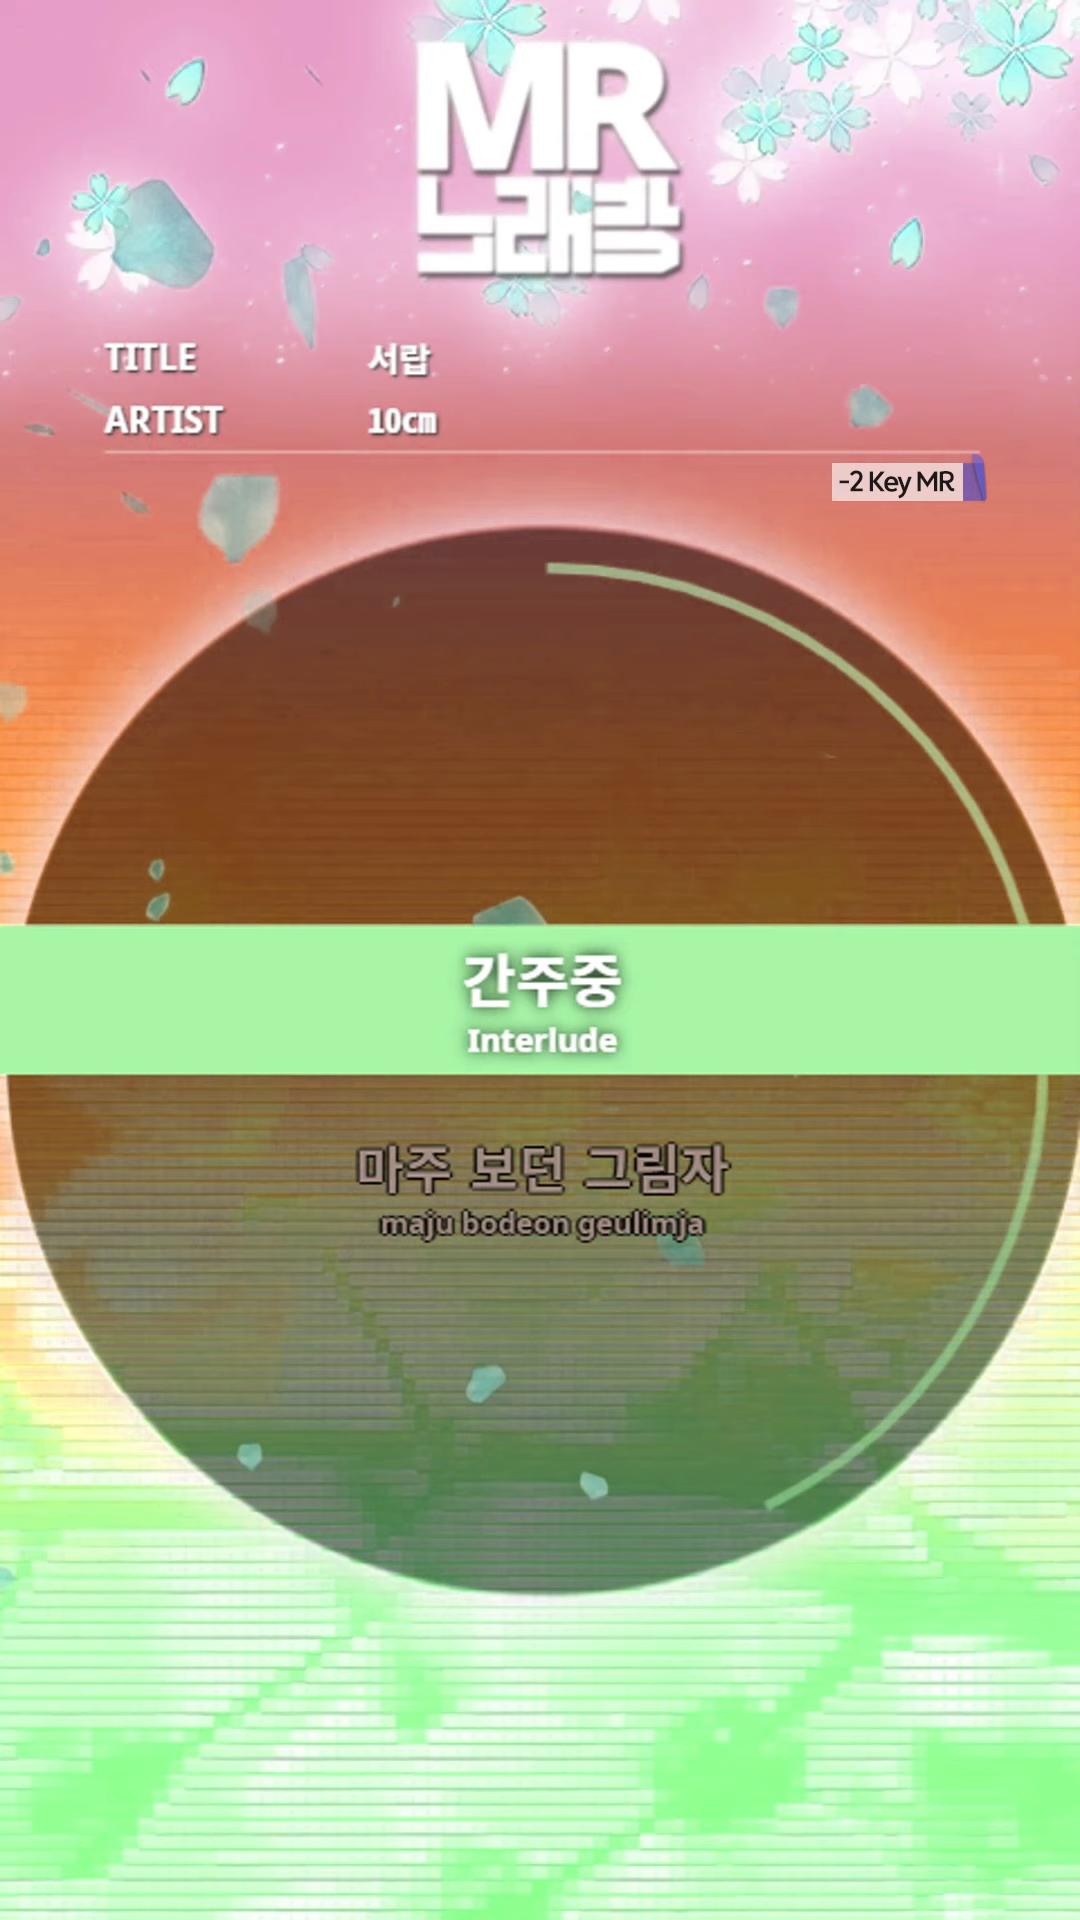 MR
노래방
TITLE 서랍
ARTIST 10cm
-2 Key MR
간주중
Interlude
마주 보던 그림자
maju bodeon geulimja